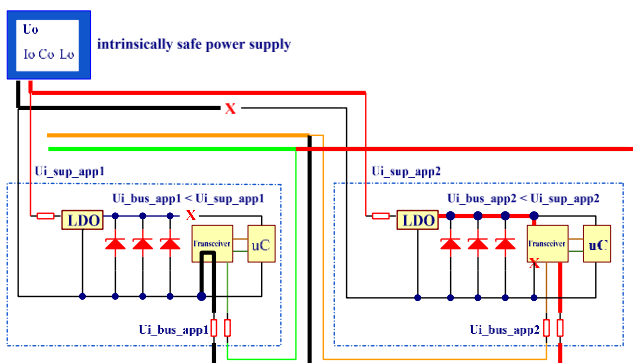 Uo
Io Co Lo
intrinsically safe power supply
X
Ui_sup_app1
Ui_sup_app2
Ui_bus_app1 < Ui_sup_app1
Ui_bus_app2 < Ui_sup_app2
LDO
X
LDO
Transceiver
uC
Transceiver
uC
X
Ui_bus_app1
Ui_bus_app2